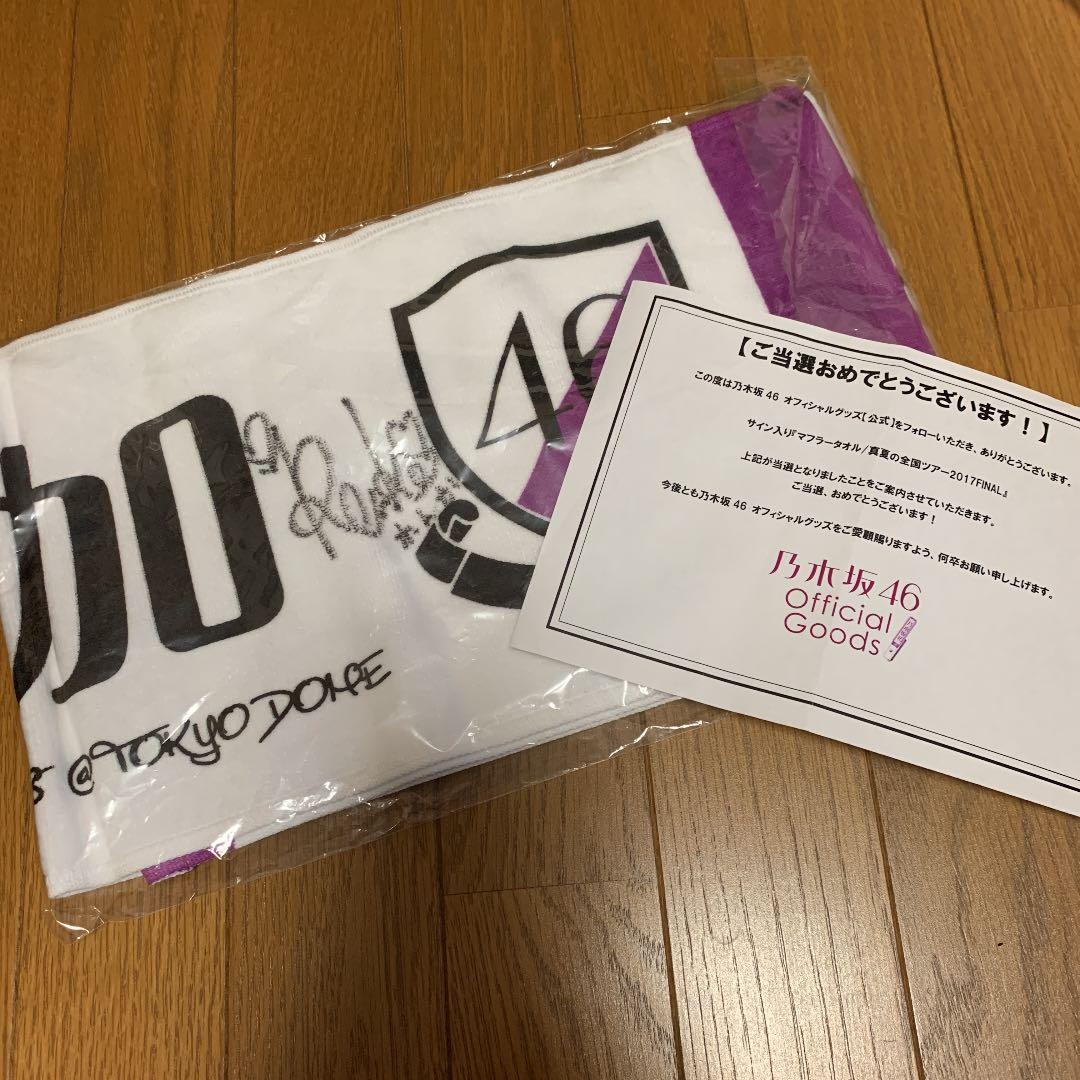 46
加
@TOKYO DOME
【ご当選おめでとうございます！】
この度は乃木坂 46 オフィシャルグッズ【公式】をフォローいただき、ありがとうございます。
サイン入り『マフラータオル/真夏の全国ツアー2017FINAL』
上記が当選となりましたことをご案内させていただきます。
ご当選、おめでとうございます！
今後とも乃木坂 46 オフィシャルグッズをご愛顧賜りますよう、何卒お願い申し上げます。
乃木坂46
Official
Goods